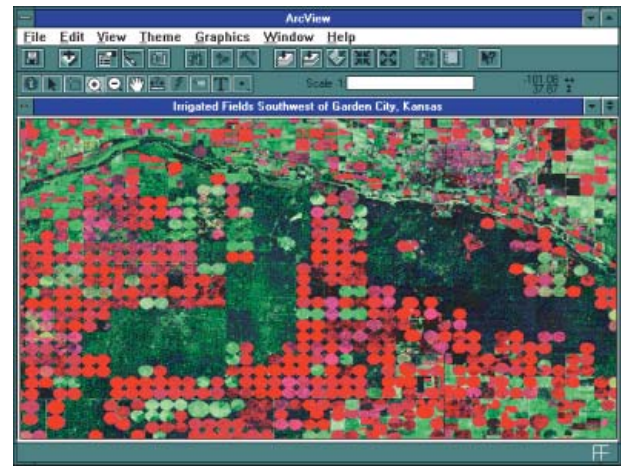 ArcView
File Edit View Theme Graphics Window Help
Scale 1:
-101.08
37.87
Irrigated Fields Southwest of Garden City, Kansas